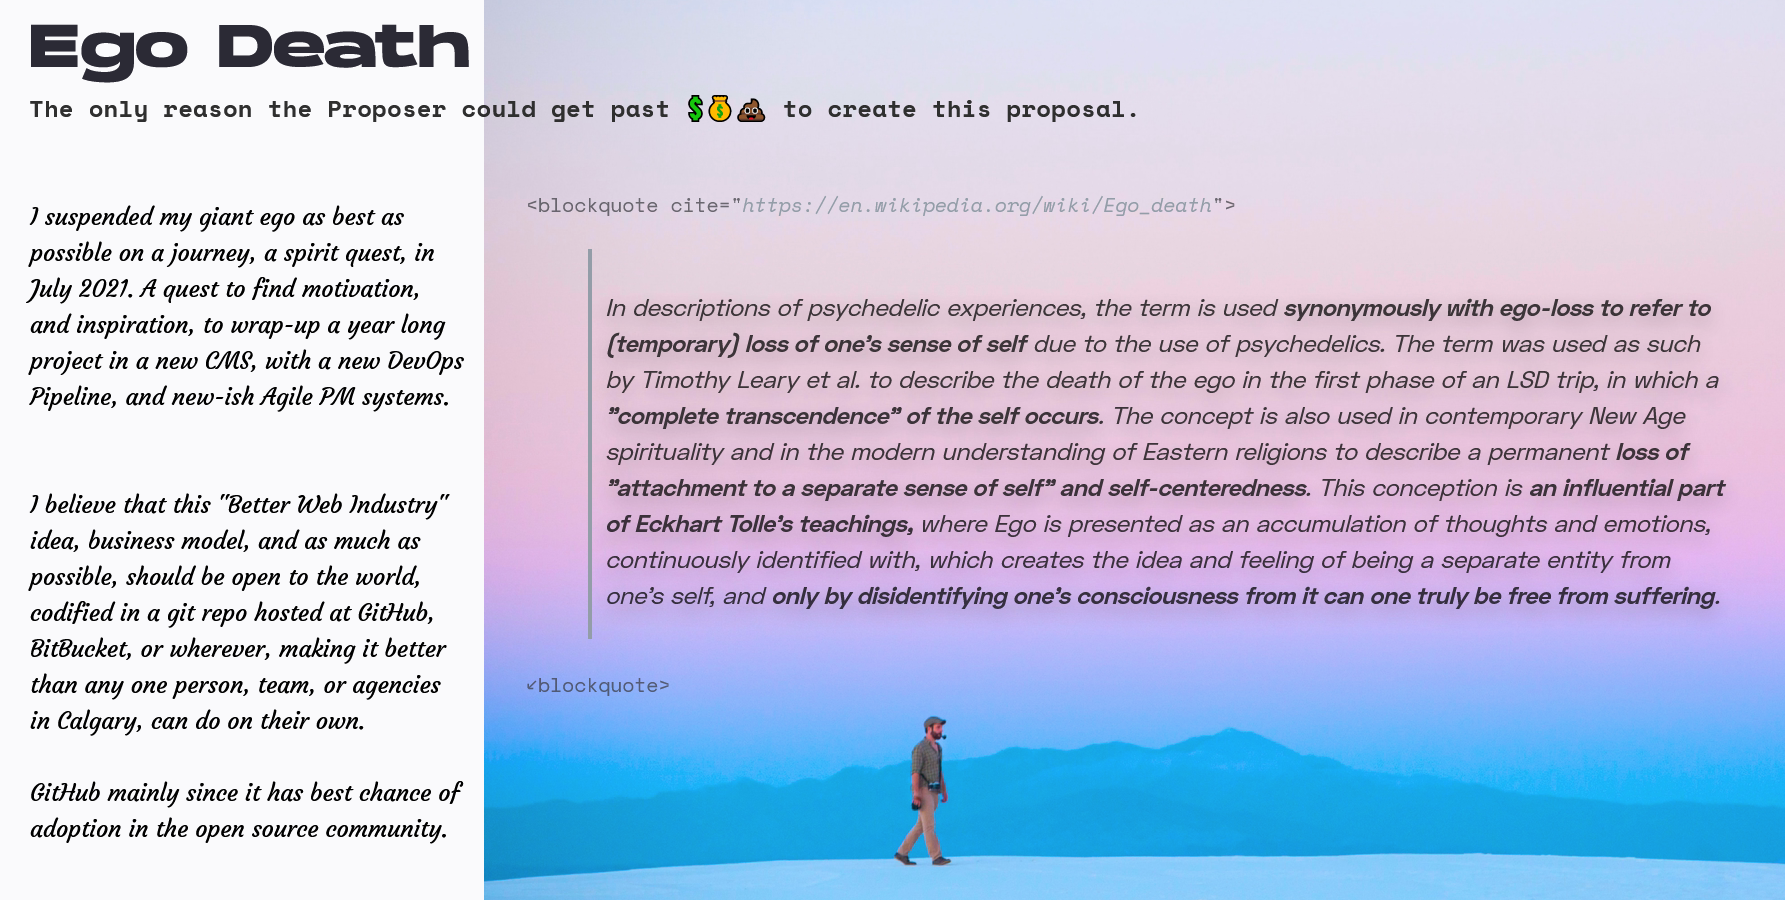 Ego Death
The only reason the Proposer could get past 💲💰💩 to create this proposal.
I suspended my giant ego as best as
possible on a journey, a spirit quest, in
July 2021. A quest to find motivation,
and inspiration, to wrap-up a year long
project in a new CMS, with a new DevOps
Pipeline, and new-ish Agile PM systems.
I believe that this "Better Web Industry"
idea, business model, and as much as
possible, should be open to the world,
codified in a git repo hosted at GitHub,
BitBucket, or wherever, making it better
than any one person, team, or agencies
in Calgary, can do on their own.
GitHub mainly since it has best chance of
adoption in the open source community.
<blockquote cite="https://en.wikipedia.org/wiki/Ego_death">
In descriptions of psychedelic experiences, the term is used synonymously with ego-loss to refer to
(temporary) loss of one's sense of self due to the use of psychedelics. The term was used as such
by Timothy Leary et al. to describe the death of the ego in the first phase of an LSD trip, in which a
"complete transcendence" of the self occurs. The concept is also used in contemporary New Age
spirituality and in the modern understanding of Eastern religions to describe a permanent loss of
"attachment to a separate sense of self" and self-centeredness. This conception is an influential part
of Eckhart Tolle's teachings, where Ego is presented as an accumulation of thoughts and emotions,
continuously identified with, which creates the idea and feeling of being a separate entity from
one's self, and only by disidentifying one's consciousness from it can one truly be free from suffering.
↙blockquote>